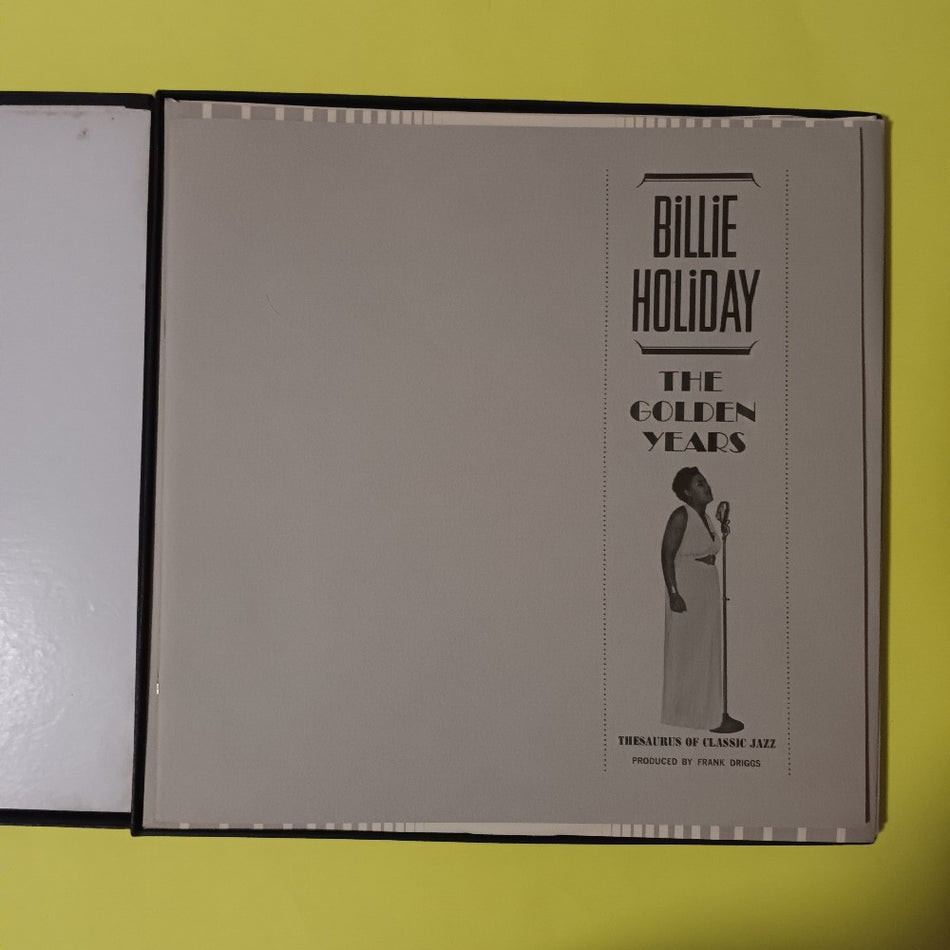 BiLLiE
HOLiDAY
THE
GOLDEN
YEARS
THESAURUS OF CLASSIC JAZZ
PRODUCED BY FRANK DRIGGS